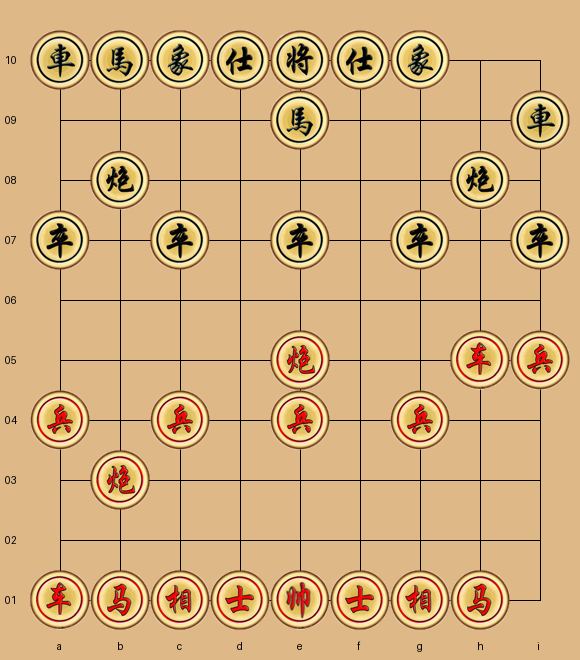 10 車 馬 象 仕 将 仕 象
09 馬 車
08 炮 炮
07 卒 卒 卒 卒 卒
06
05 炮 车 兵
04 兵 兵 兵 兵
03 炮
02
01 车 马 相 士 帅 士 相 马
a b c d e f g h i